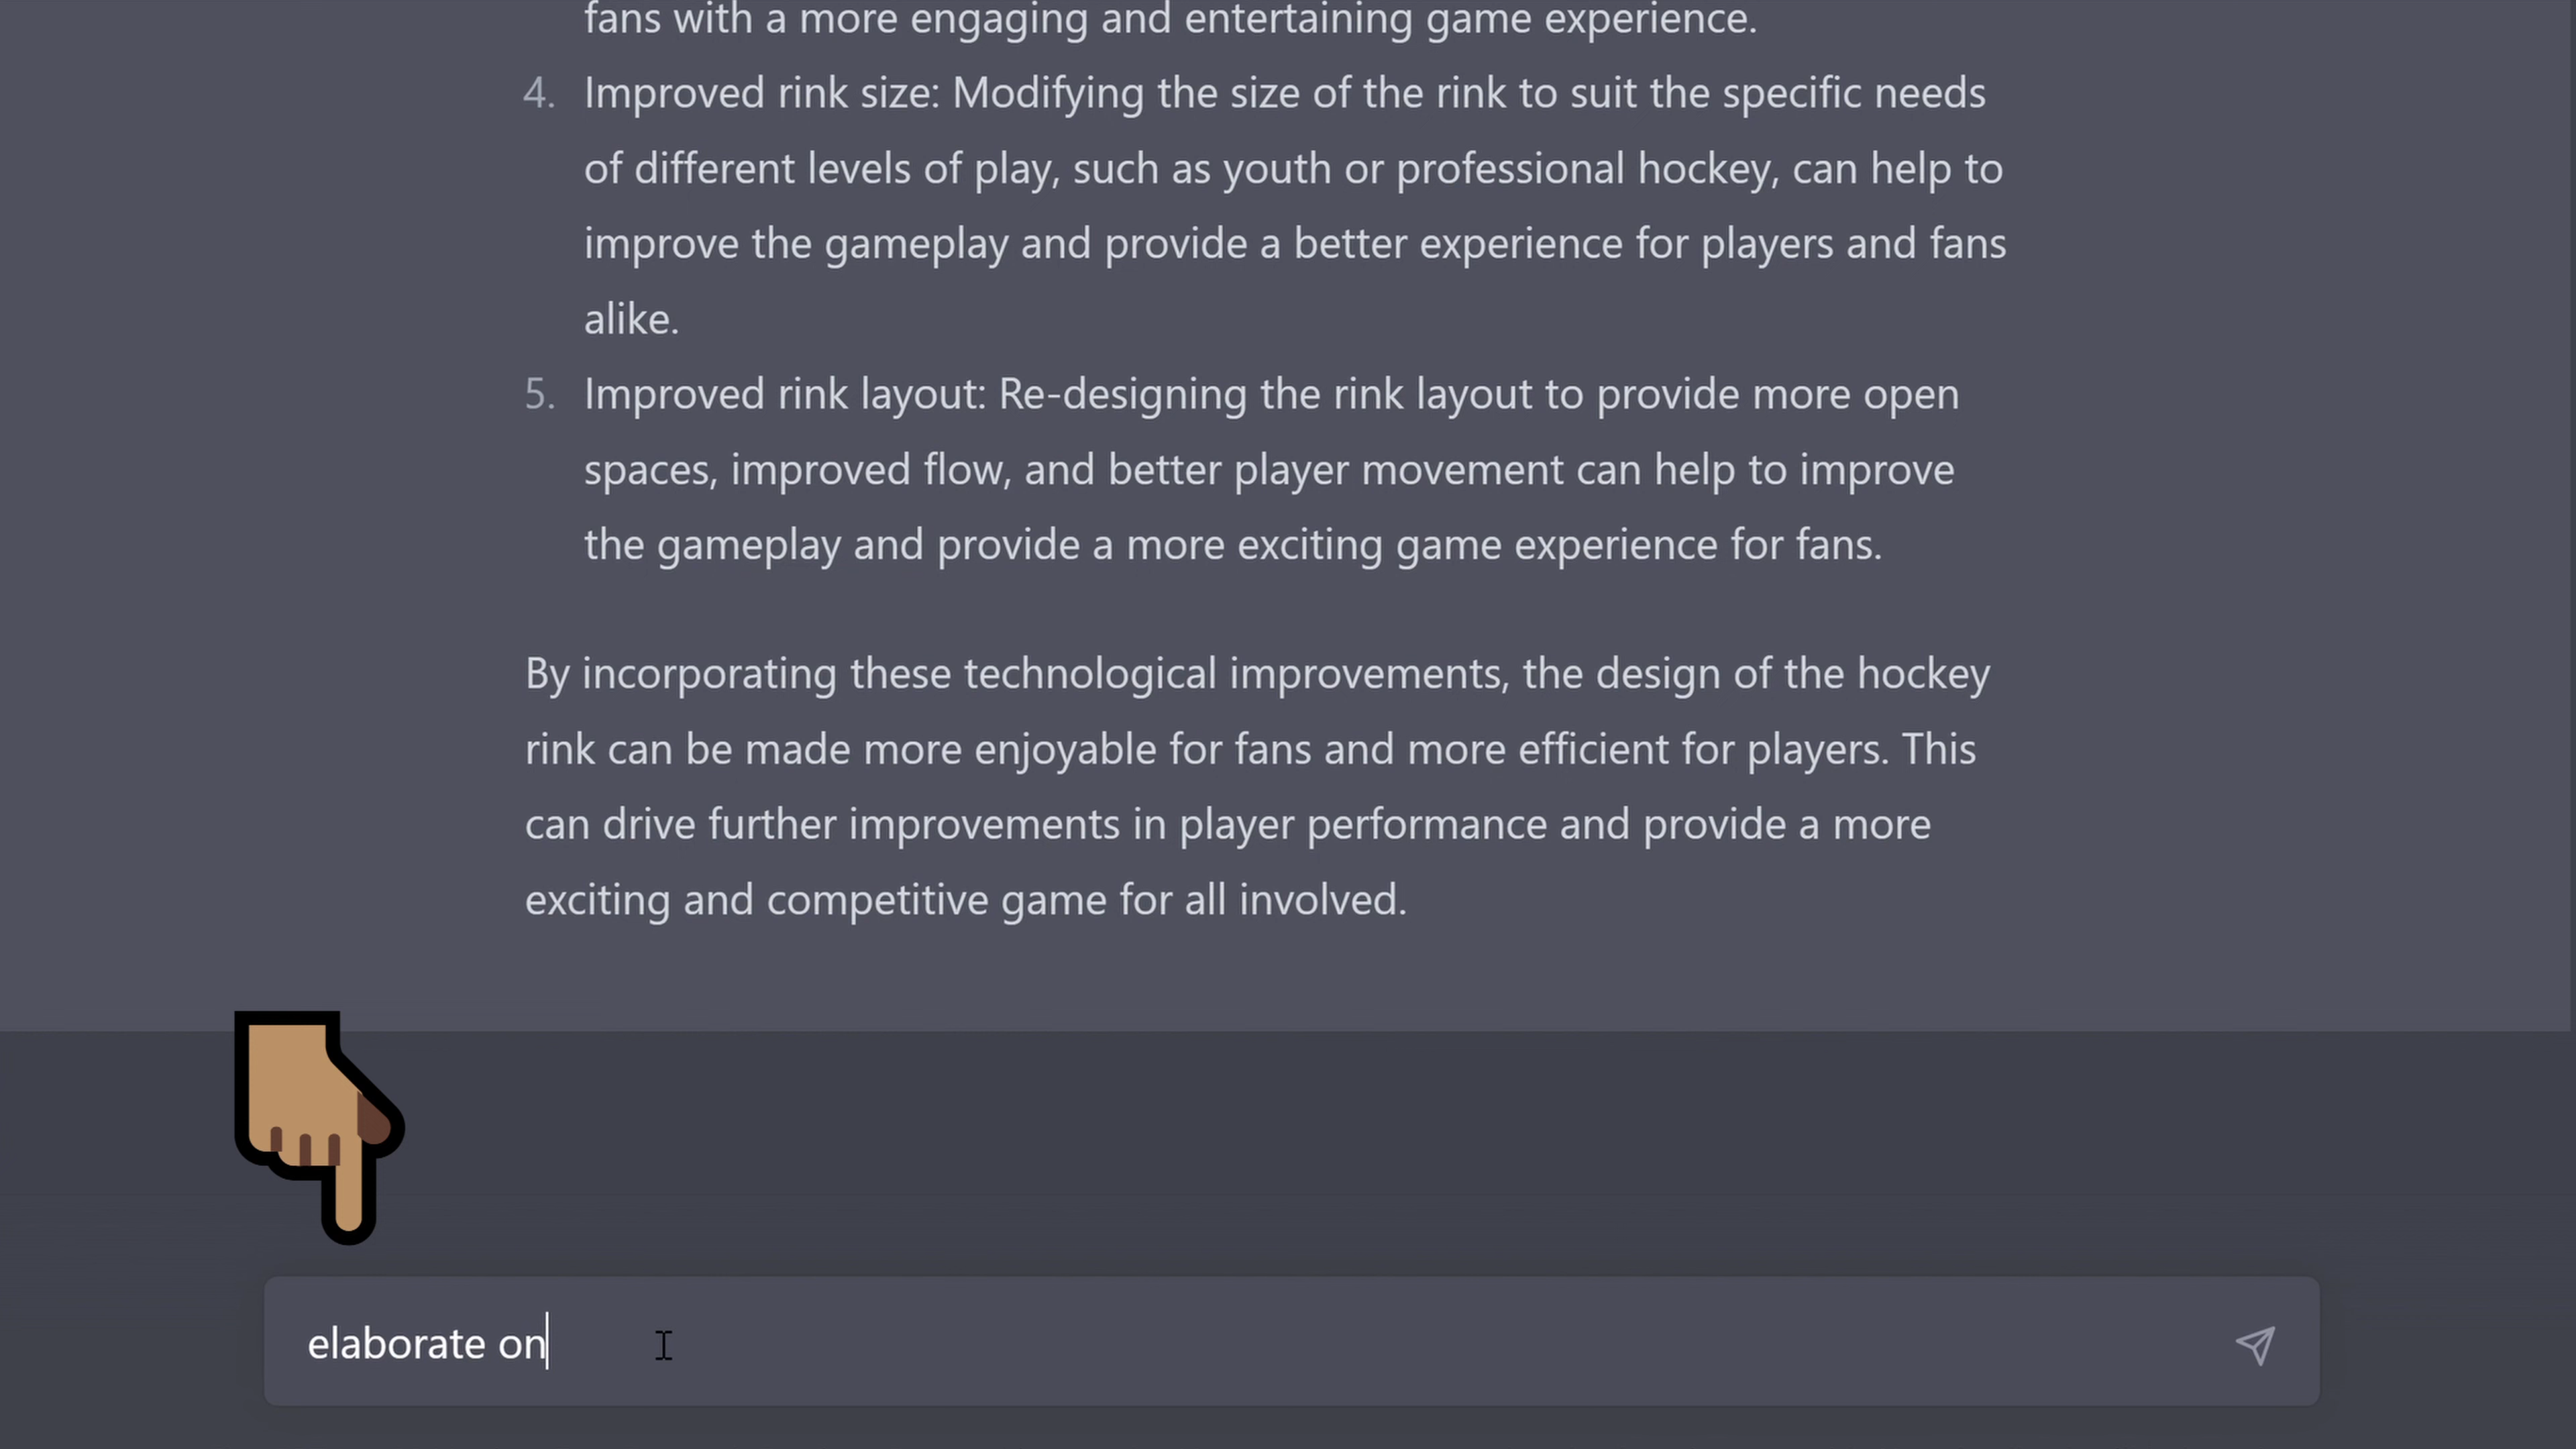 fans with a more engaging and entertaining game experience.
4. Improved rink size: Modifying the size of the rink to suit the specific needs
of different levels of play, such as youth or professional hockey, can help to
improve the gameplay and provide a better experience for players and fans
alike.
5. Improved rink layout: Re-designing the rink layout to provide more open
spaces, improved flow, and better player movement can help to improve
the gameplay and provide a more exciting game experience for fans.
By incorporating these technological improvements, the design of the hockey
rink can be made more enjoyable for fans and more efficient for players. This
can drive further improvements in player performance and provide a more
exciting and competitive game for all involved.
elaborate on